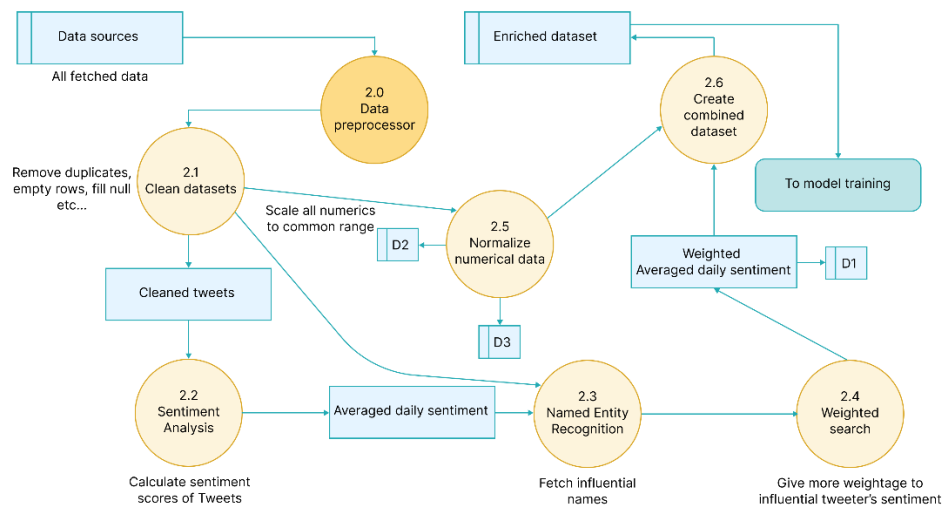 Data sources
All fetched data
2.0
Data
preprocessor
Enriched dataset
2.6
Create
combined
dataset
To model training
2.1
Clean datasets
Remove duplicates,
empty rows, fill null
etc...
Scale all numerics
to common range
D2
2.5
Normalize
numerical data
D3
Weighted
Averaged daily sentiment
D1
Cleaned tweets
2.2
Sentiment
Analysis
Calculate sentiment
scores of Tweets
Averaged daily sentiment
2.3
Named Entity
Recognition
Fetch influential
names
2.4
Weighted
search
Give more weightage to
influential tweeter's sentiment